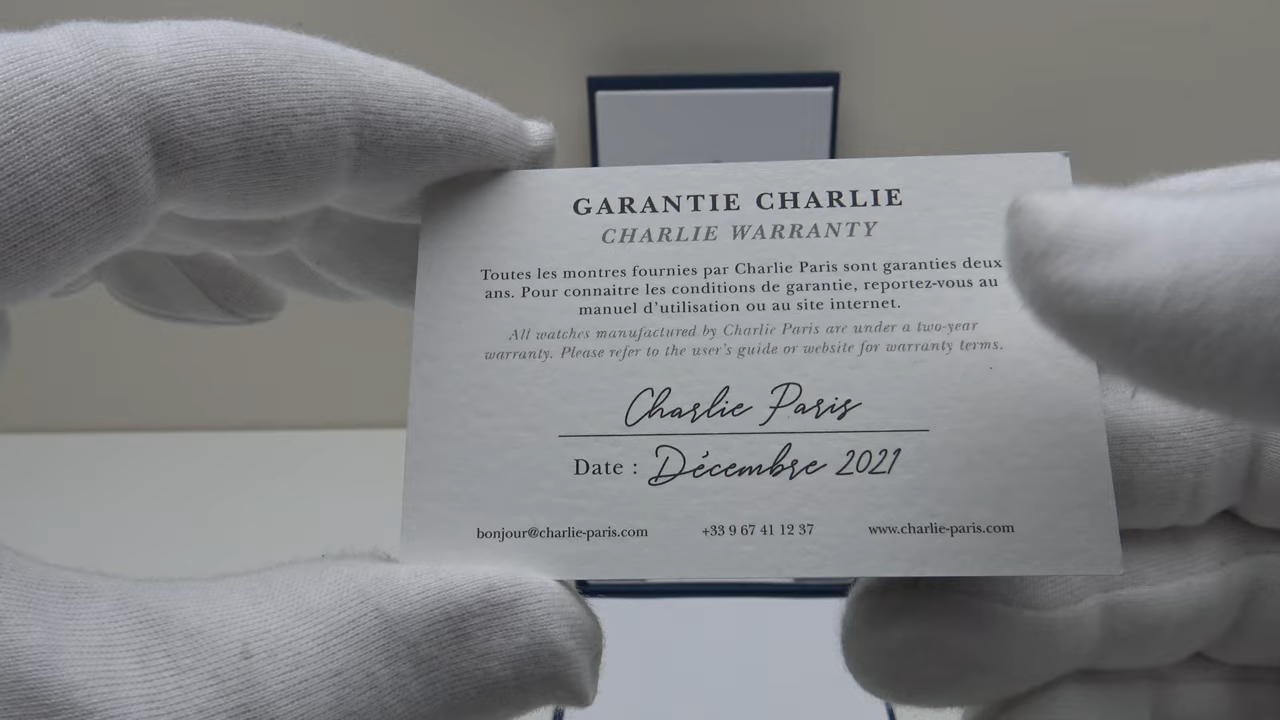 GARANTIE CHARLIE
CHARLIE WARRANTY
Toutes les montres fournies par Charlie Paris sont garanties deux
ans. Pour connaitre les conditions de garantie, reportez-vous au
manuel d'utilisation ou au site internet.
All watches manufactured by Charlie Paris are under a two-year
warranty. Please refer to the user's guide or website for warranty terms.
Charlie Paris
Date : Décembre 2021
bonjour@charlie-paris.com +33 9 67 41 12 37 www.charlie-paris.com